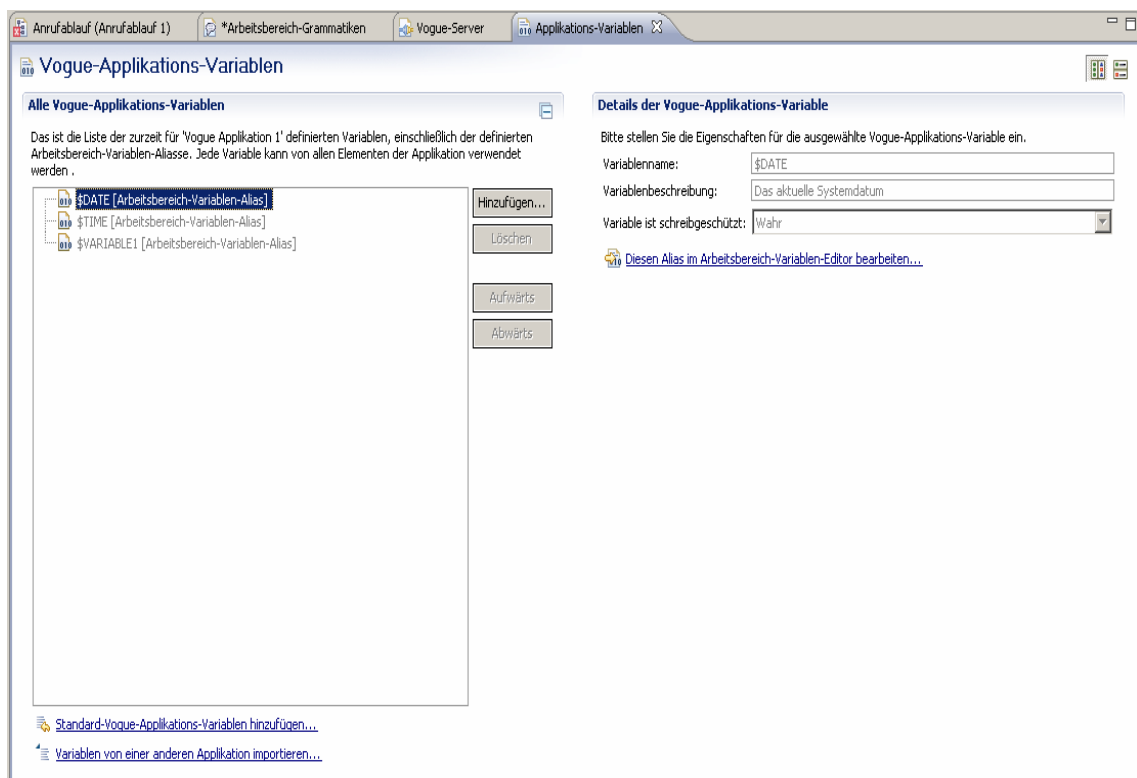 Anrufablauf (Anrufablauf 1)
*Arbeitsbereich-Grammatiken
Vogue-Server
Applikations-Variablen
Vogue-Applikations-Variablen
Alle Vogue-Applikations-Variablen
Das ist die Liste der zurzeit für 'Vogue Applikation 1' definierten Variablen, einschließlich der definierten
Arbeitsbereich-Variablen-Aliasse. Jede Variable kann von allen Elementen der Applikation verwendet
werden .
$DATE [Arbeitsbereich-Variablen-Alias]
$TIME [Arbeitsbereich-Variablen-Alias]
$VARIABLE1 [Arbeitsbereich-Variablen-Alias]
Hinzufügen...
Löschen
Aufwärts
Abwärts
Standard-Vogue-Applikations-Variablen hinzufügen...
Variablen von einer anderen Applikation importieren...
Details der Vogue-Applikations-Variable
Bitte stellen Sie die Eigenschaften für die ausgewählte Vogue-Applikations-Variable ein.
Variablenname: $DATE
Variablenbeschreibung: Das aktuelle Systemdatum
Variable ist schreibgeschützt: Wahr
Diesen Alias im Arbeitsbereich-Variablen-Editor bearbeiten...